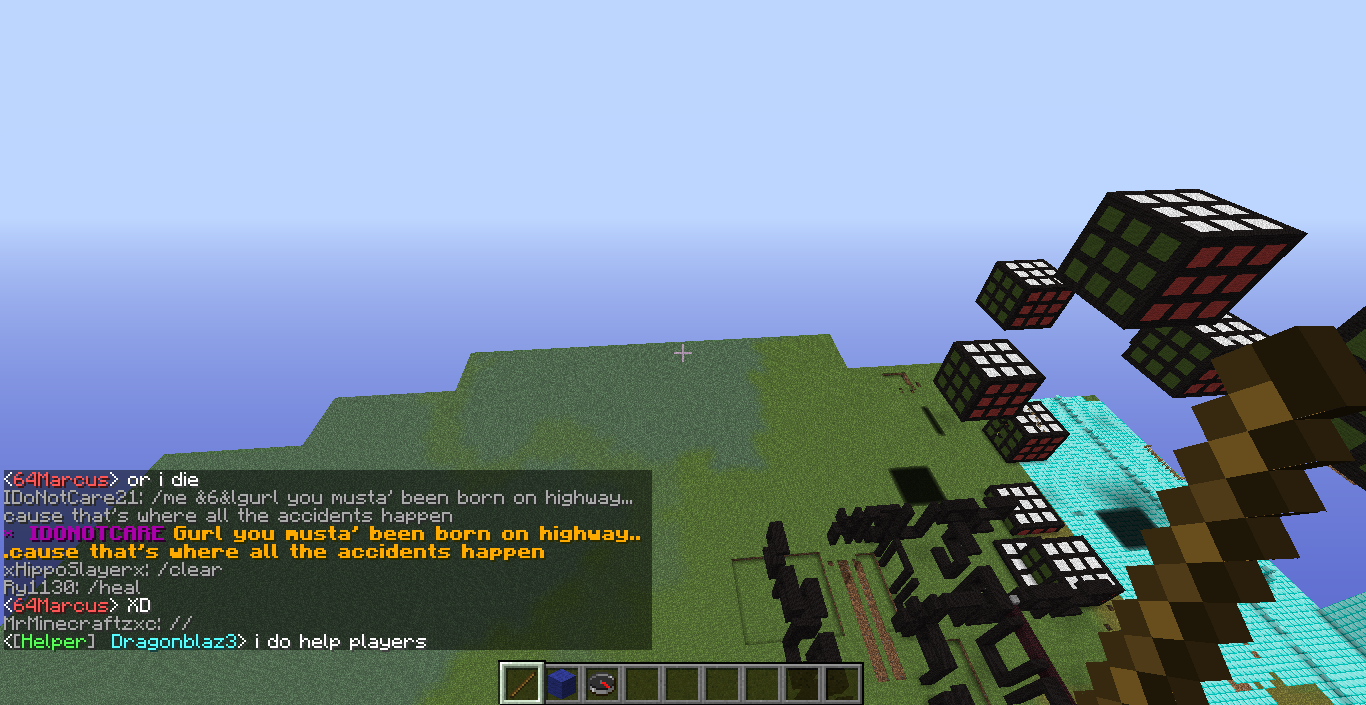 <64Marcus> or i die
IDoNotCare21: /me &6&lgurl you musta' been born on highway...
cause that's where all the accidents happen
* IDONOTCARE Gurl you musta' been born on highway..
.cause that's where all the accidents happen
xHippoSlayerx: /clear
Ry1130: /heal
<64Marcus> XD
MrMinecraftzxc: //
<[Helper] Dragonblaz3> i do help players